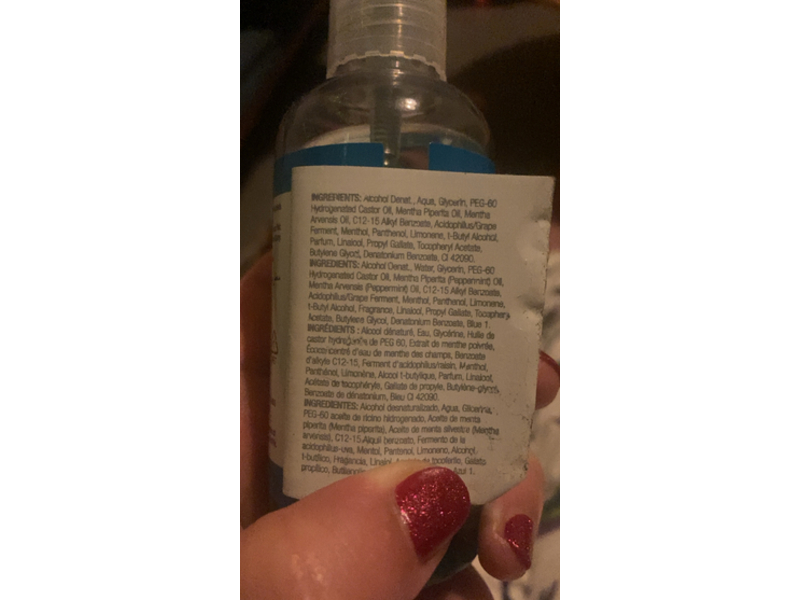 INGREDIENTS: Alcohol Denat., Aqua, Glycerin, PEG-60
Hydrogenated Castor Oil, Mentha Piperita Oil, Mentha
Arvensis Oil, C12-15 Alkyl Benzoate, Acidophilus/Grape
Ferment, Menthol, Panthenol, Limonene, t-Butyl Alcohol,
Parfum, Linalool, Propyl Gallate, Tocopheryl Acetate,
Butylene Glycol, Denatonium Benzoate, CI 42090.
INGREDIENTS: Alcohol Denat., Water, Glycerin, PEG-60
Hydrogenated Castor Oil, Mentha Piperita (Peppermint) Oil,
Mentha Arvensis (Peppermint) Oil, C12-15 Alkyl Benzoate,
Acidophilus/Grape Ferment, Menthol, Panthenol, Limonene,
t-Butyl Alcohol, Fragrance, Linalool, Propyl Gallate, Tocopheryl
Acetate, Butylene Glycol, Denatonium Benzoate, Blue 1.
INGRÉDIENTS : Alcool dénaturé, Eau, Glycérine, Huile de
castor hydrogénée de PEG 60, Extrait de menthe poivrée,
Écoconcentré d'eau de menthe des champs, Benzoate
d'alkyle C12-15, Ferment d'acidophilus/raisin, Menthol,
Panthénol, Limonène, Alcool t-butylique, Parfum, Linalool,
Acétate de tocophéryle, Gallate de propyle, Butylène-glycol,
Benzoate de dénatonium, Bleu CI 42090.
INGREDIENTES: Alcohol desnaturalizado, Agua, Glicerina,
PEG-60 aceite de ricino hidrogenado, Aceite de menta
piperita (Mentha piperita), Aceite de menta silvestre (Mentha
arvensis), C12-15 Alquil benzoato, Fermento de la
acidophilus-uva, Mentol, Pantenol, Limoneno, Alcohol
t-butílico, Fragancia, Linalol, de tocoferilo, Galato
propílico, Azul 1.